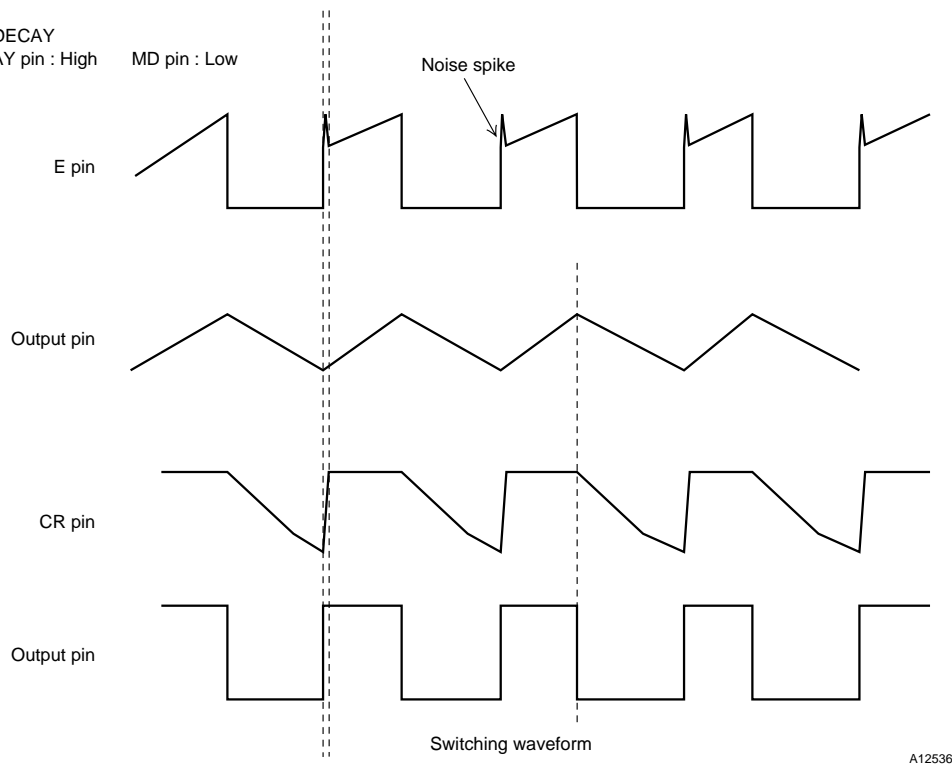 DECAY
AY pin : High MD pin : Low
Noise spike
E pin
Output pin
CR pin
Output pin
Switching waveform
A12536